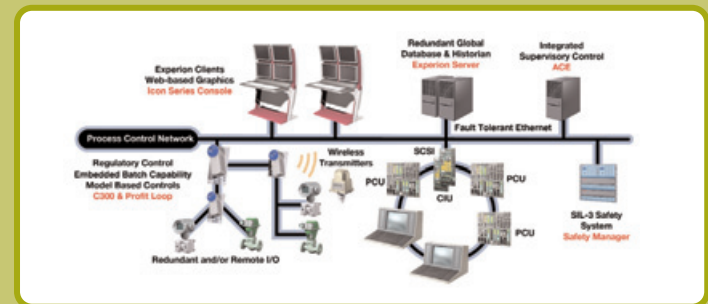 Experion Clients
Web-based Graphics
Icon Series Console
Redundant Global
Database & Historian
Experion Server
Integrated
Supervisory Control
ACE
Process Control Network
Fault Tolerant Ethernet
Regulatory Control
Embedded Batch Capability
Model Based Controls
C300 & Profit Loop
Wireless
Transmitters
SCSI
PCU
PCU
CIU
PCU
SIL-3 Safety
System
Safety Manager
Redundant and/or Remote I/O